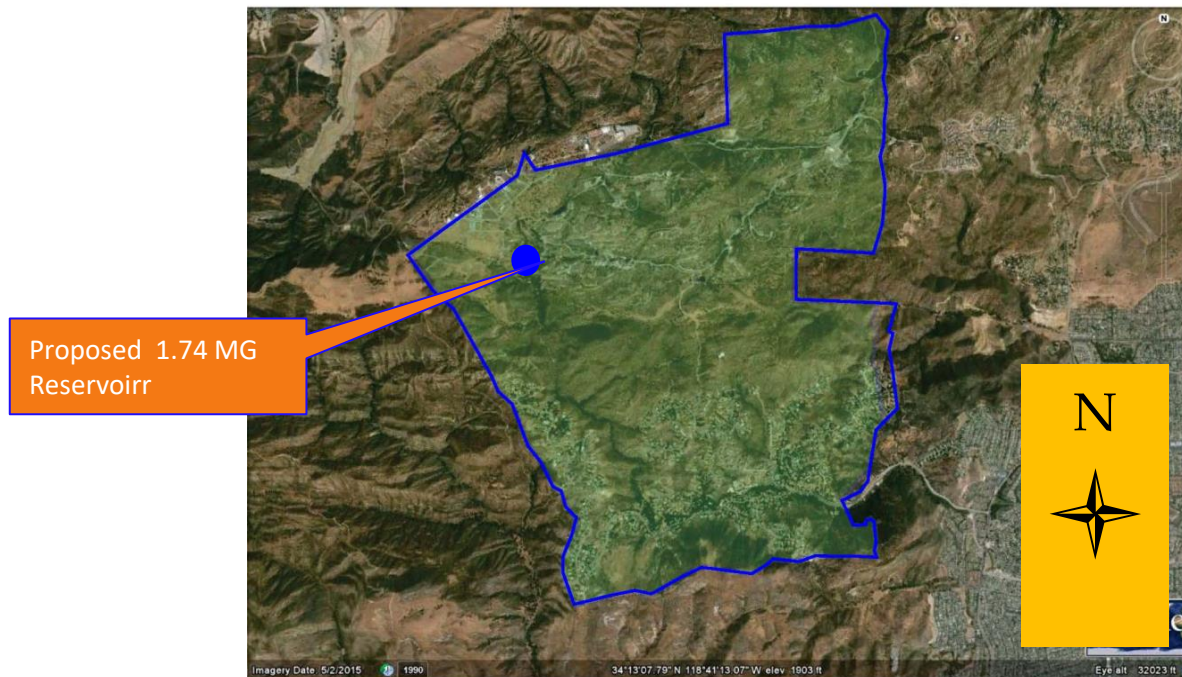 N
Proposed 1.74 MG
Reservoirr
N
Imagery Date 5/2/2015 1990 34°13'07.79" N 118°41'13.07" W elev 1903 ft Eye alt 32023 ft